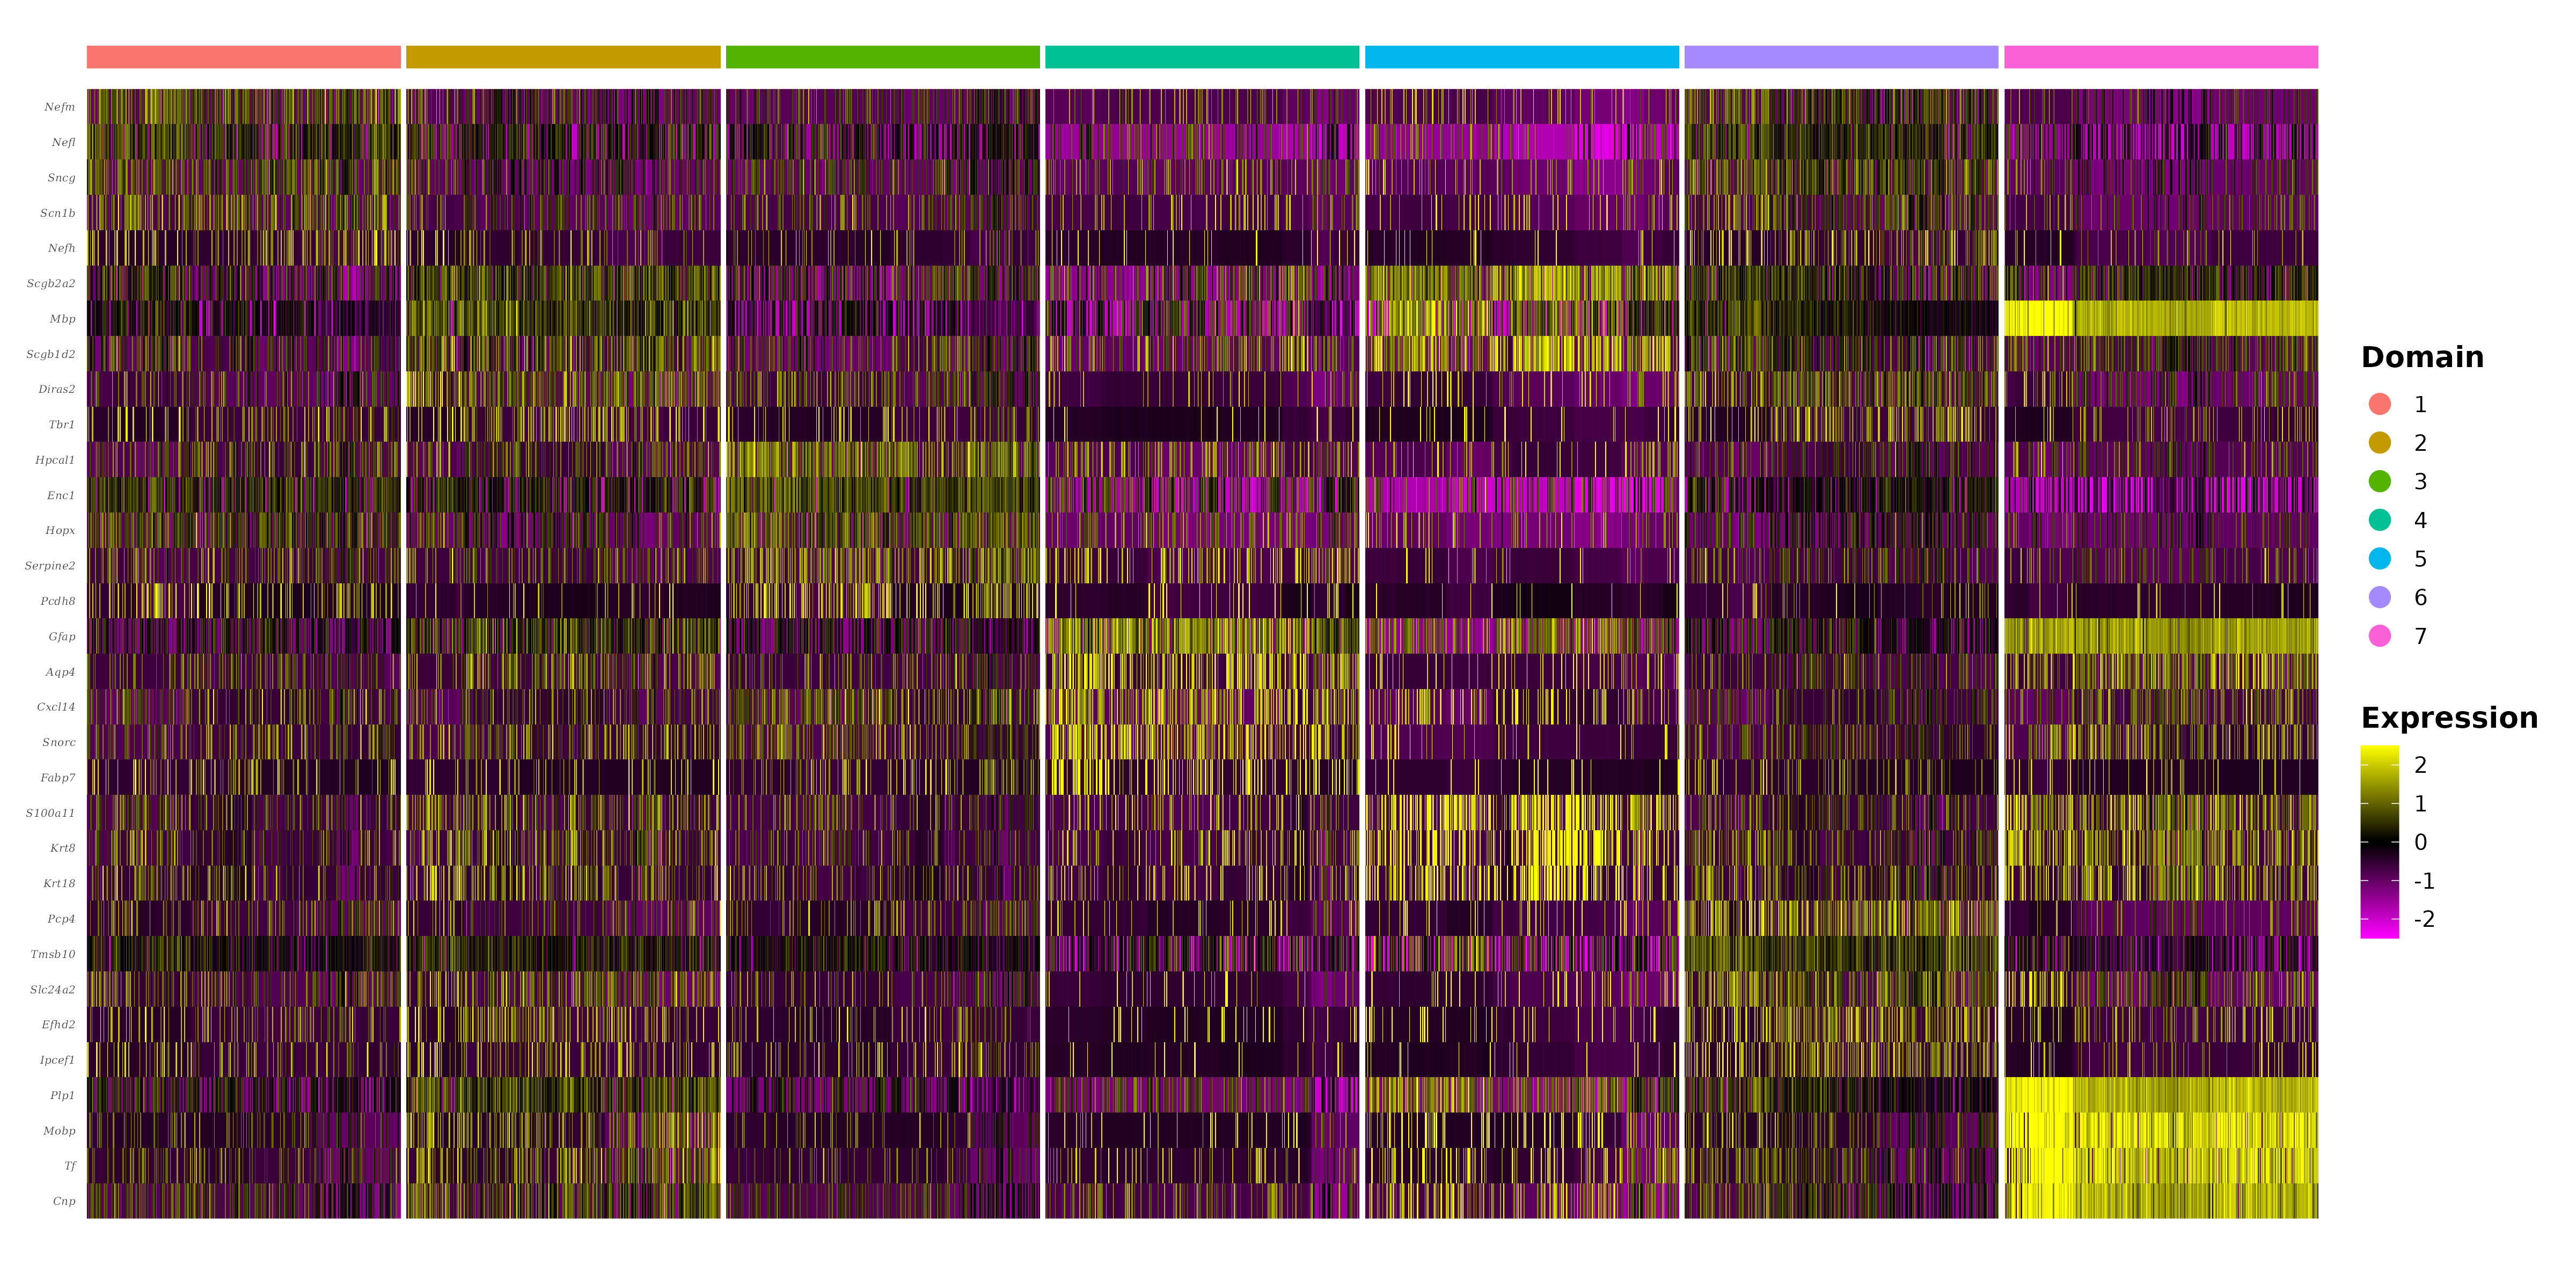 Nefm
Nefl
Sncg
Scn1b
Nefh
Scgb2a2
Mbp
Scgb1d2
Diras2
Tbr1
Hpcal1
Enc1
Hopx
Serpine2
Pcdh8
Gfap
Aqp4
Cxcl14
Snorc
Fabp7
S100a11
Krt8
Krt18
Pcp4
Tmsb10
Slc24a2
Efhd2
Ipcef1
Plp1
Mobp
Tf
Cnp
Domain
1
2
3
4
5
6
7
Expression
2
1
0
-1
-2